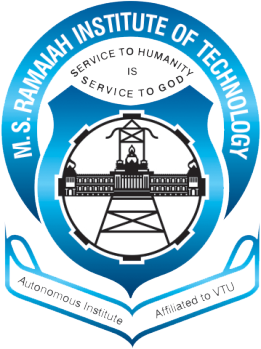 M.S.RAMAIAH INSTITUTE OF TECHNOLOGY
SERVICE TO HUMANITY
IS
SERVICE TO GOD
Autonomous Institute
Affiliated to VTU